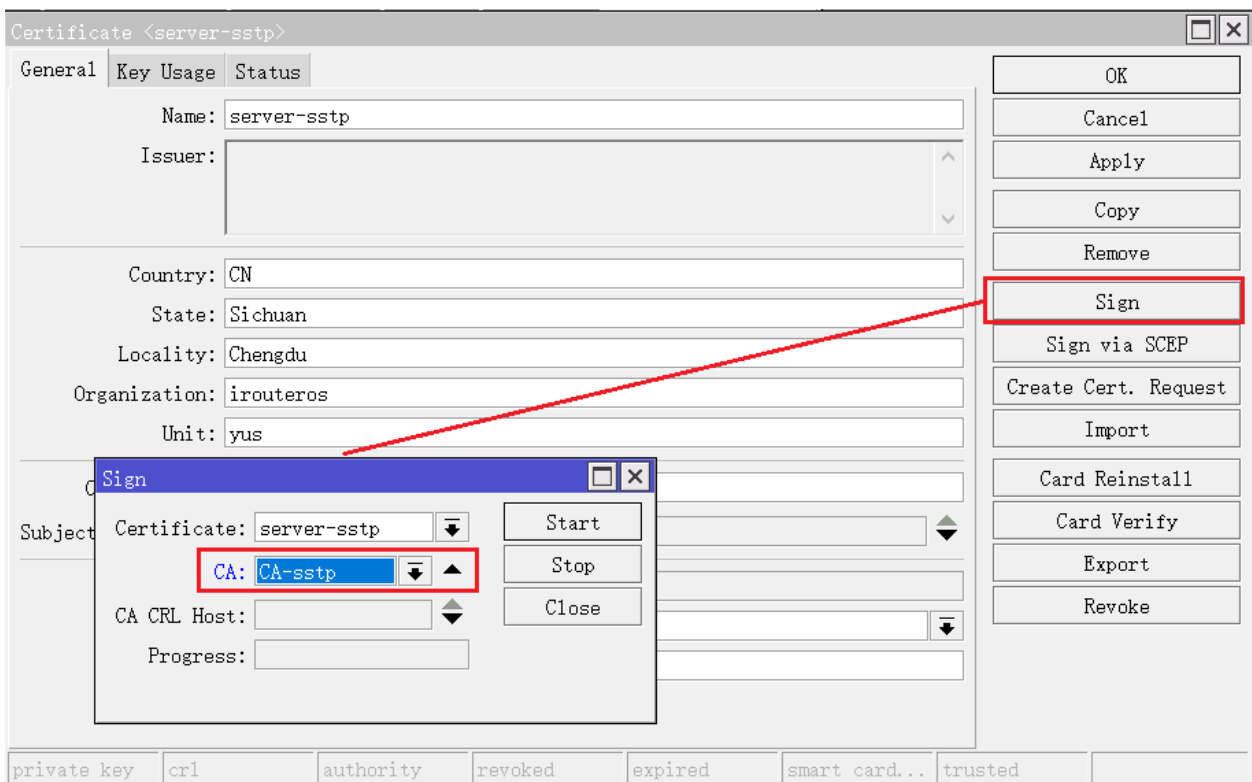 Certificate <server-sstp>
General Key Usage Status
Name: server-sstp
Issuer:
Country: CN
State: Sichuan
Locality: Chengdu
Organization: irouteros
Unit: yus
Subject
OK
Cancel
Apply
Copy
Remove
Sign
Sign via SCEP
Create Cert. Request
Import
Card Reinstall
Card Verify
Export
Revoke
Sign
Certificate: server-sstp
CA: CA-sstp
CA CRL Host:
Progress:
Start
Stop
Close
private key crl authority revoked expired smart card... trusted